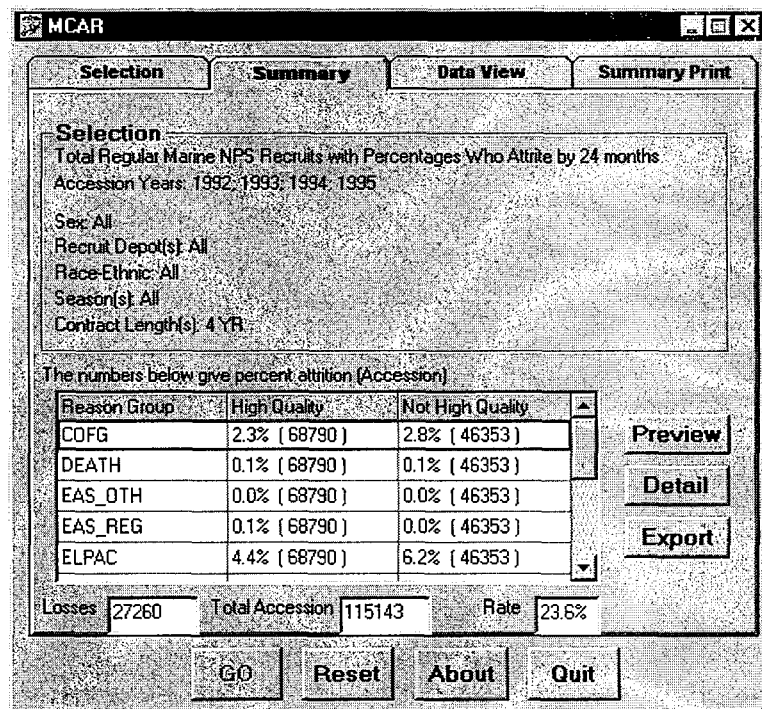 MCAR
Selection Summary Data View Summary Print
Selection
Total Regular Marine NPS Recruits with Percentages Who Attrite by 24 months
Accession Years: 1992; 1993; 1994; 1995
Sex: All
Recruit Depot(s): All
Race-Ethnic: All
Season(s): All
Contract Length(s): 4 YR
The numbers below give percent attrition (Accession)
Reason Group High Quality Not High Quality
COFG 2.3% ( 68790 ) 2.8% ( 46353 )
DEATH 0.1% ( 68790 ) 0.1% ( 46353 )
EAS_OTH 0.0% ( 68790 ) 0.0% ( 46353 )
EAS_REG 0.1% ( 68790 ) 0.0% ( 46353 )
ELPAC 4.4% ( 68790 ) 6.2% ( 46353 )
Preview
Detail
Export
Losses 27260 Total Accession 115143 Rate 23.6%
GO Reset About Quit